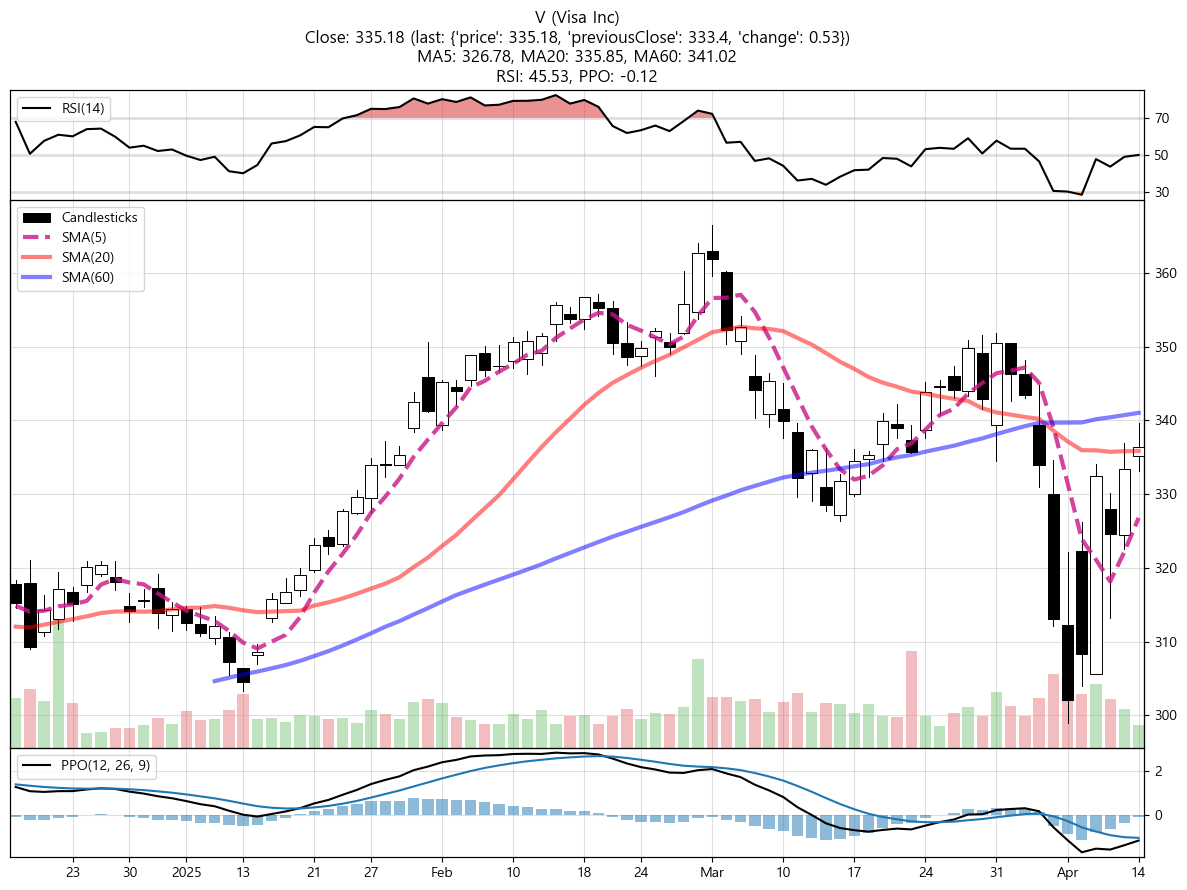 V (Visa Inc)
Close: 335.18 (last: {'price': 335.18, 'previousClose': 333.4, 'change': 0.53})
MA5: 326.78, MA20: 335.85, MA60: 341.02
RSI: 45.53, PPO: -0.12
RSI(14)
70
50
30
Candlesticks
SMA(5)
SMA(20)
SMA(60)
360
350
340
330
320
310
300
PPO(12, 26, 9)
2
0
23 30 2025 13 21 27 Feb 10 18 24 Mar 10 17 24 31 Apr 14